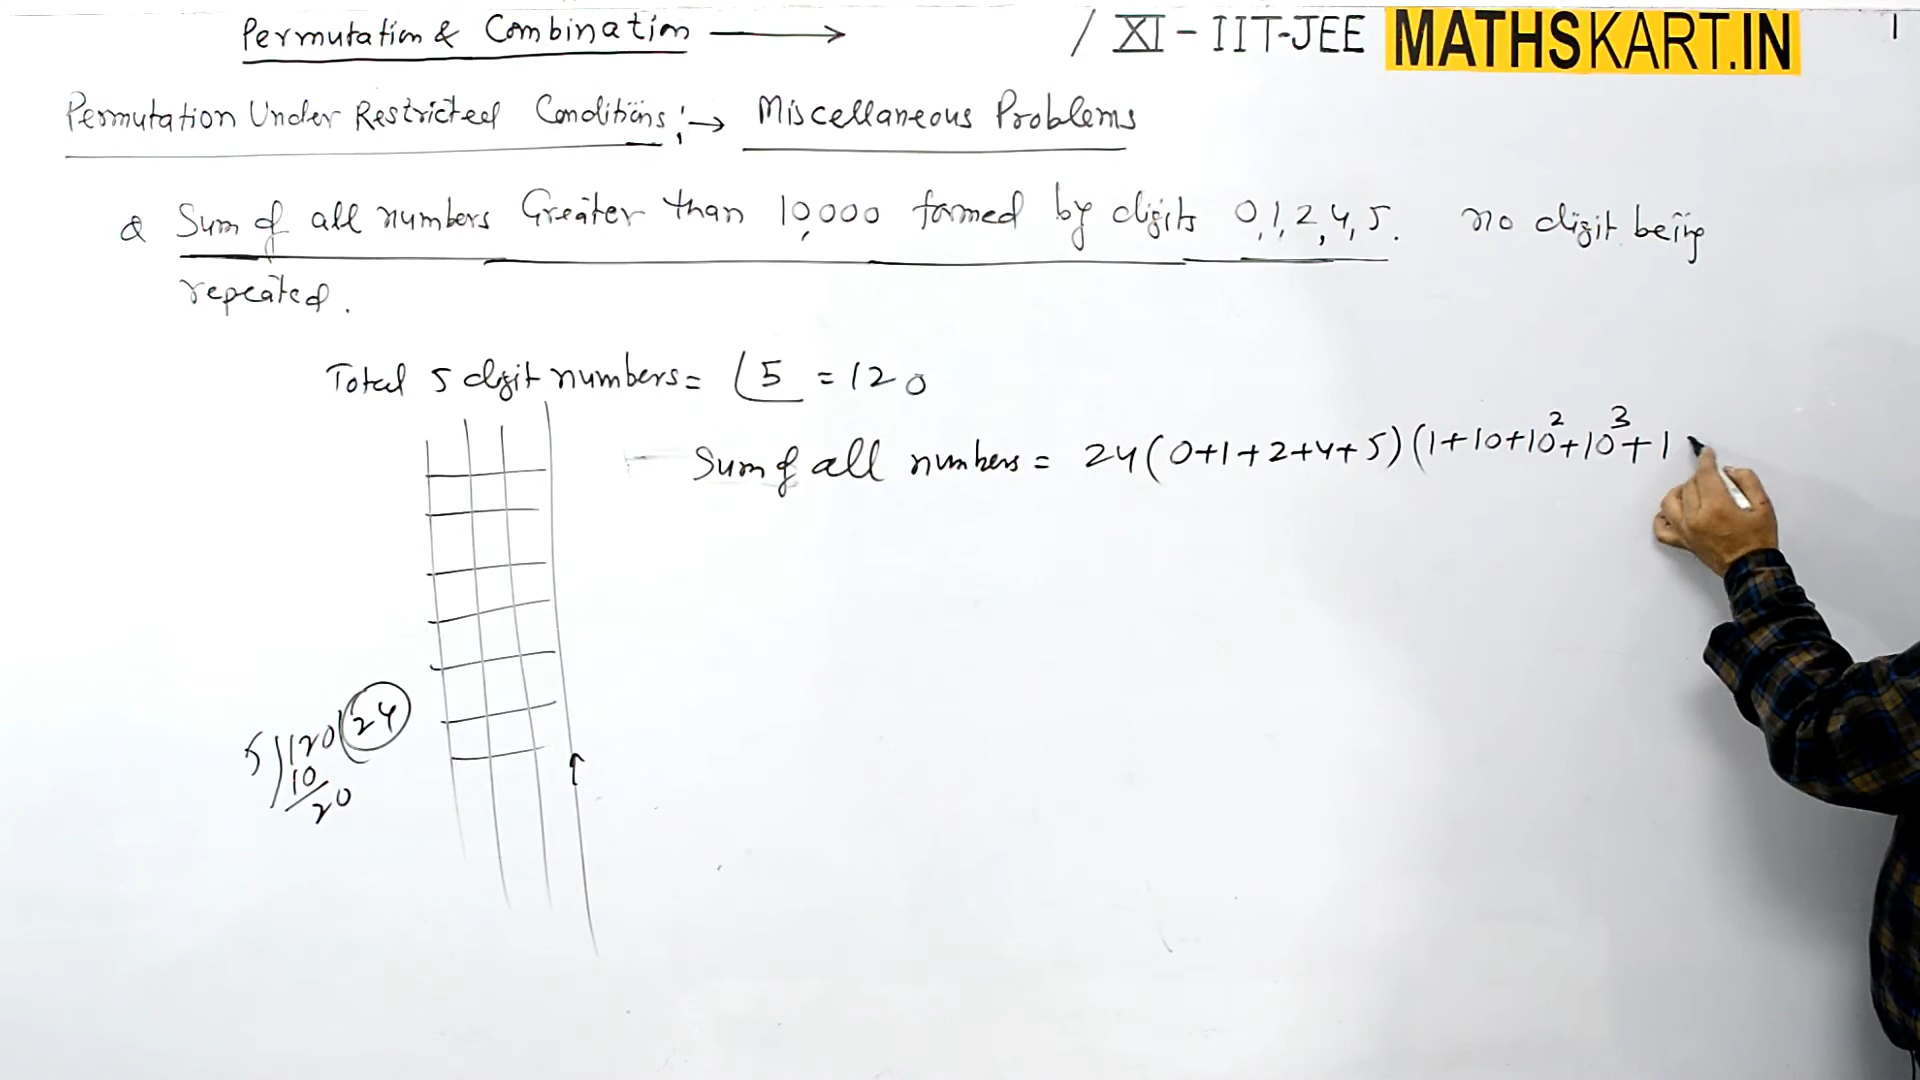 Permutation & Combination ⟶ / XI - IIT-JEE MATHSKART.IN 1
Permutation Under Restricted Conditions :→ Miscellaneous Problems
Q Sum of all numbers Greater than 10,000 formed by digits 0,1,2,4,5. no digit being
repeated.
Total 5 digit numbers = ⌊5 = 120
Sum of all numbers = 24(0+1+2+4+5)(1+10+10²+10³+1
5)120(24
10
20